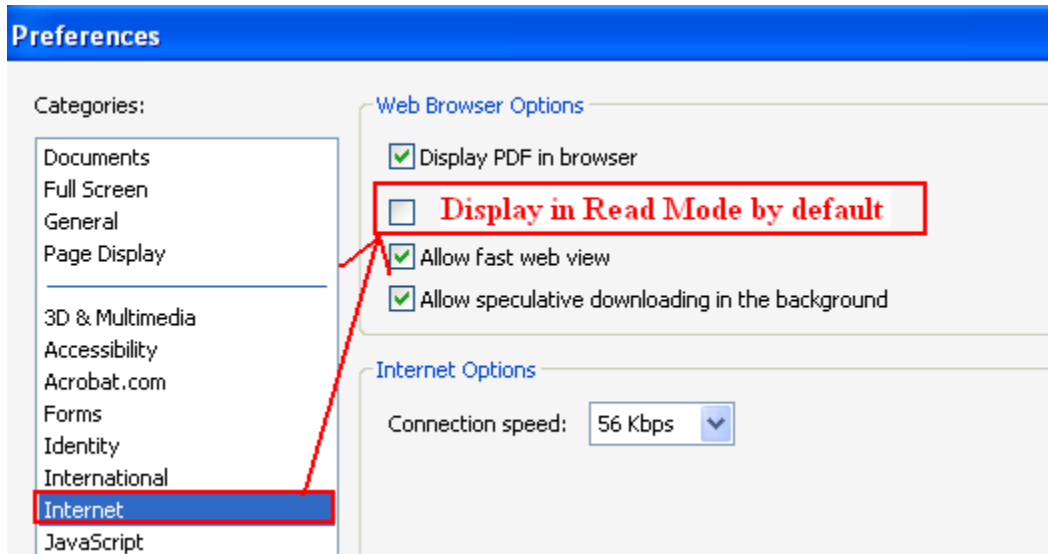 Preferences
Categories:
Documents
Full Screen
General
Page Display
3D & Multimedia
Accessibility
Acrobat.com
Forms
Identity
International
Internet
JavaScript
Web Browser Options
Display PDF in browser
Display in Read Mode by default
Allow fast web view
Allow speculative downloading in the background
Internet Options
Connection speed: 56 Kbps